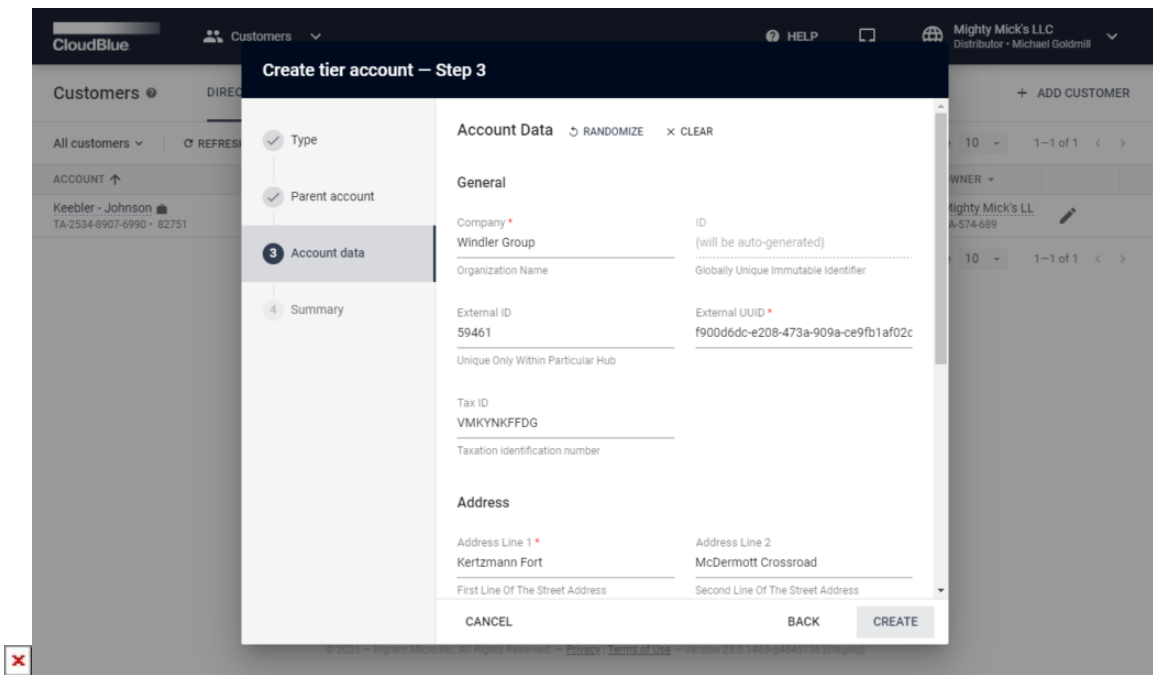 CloudBlue
Customers
HELP
Mighty Mick's LLC
Distributor • Michael Goldmill
Create tier account — Step 3
Customers
DIREC
+ ADD CUSTOMER
Type
Account Data
RANDOMIZE
× CLEAR
All customers
REFRESH
10
1–1 of 1
General
ACCOUNT
WNER
Parent account
Keebler - Johnson
Mighty Mick's LL
TA-2534-8907-6990 • 82751
A-574-689
Company *
ID
Windler Group
{will be auto-generated}
3 Account data
10
1–1 of 1
Organization Name
Globally Unique Immutable Identifier
4 Summary
External ID
External UUID *
59461
f900d6dc-e208-473a-909a-ce9fb1af02c
Unique Only Within Particular Hub
Tax ID
VMKYNKFFDG
Taxation identification number
Address
Address Line 1 *
Address Line 2
Kertzmann Fort
McDermott Crossroad
First Line Of The Street Address
Second Line Of The Street Address
CANCEL
BACK
CREATE
© 2021 — Ingram Micro Inc. All Rights Reserved. — Privacy | Terms of Use — Version 23.0